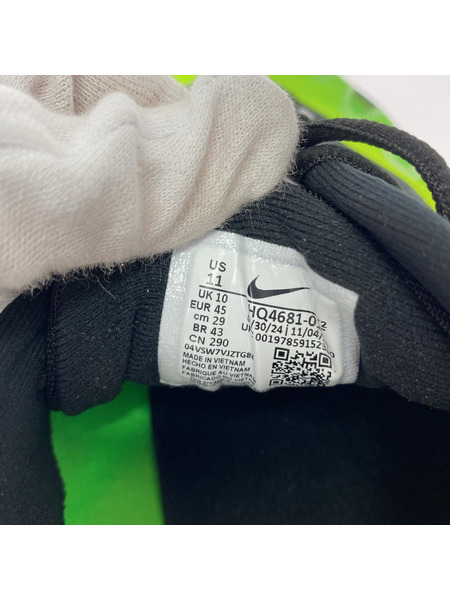 US
11
UK 10
EUR 45
cm 29
BR 43
CN 290
HQ4681-0
/30/24 | 11/04/
0019785915
MADE IN VIETNAM
HECHO EN VIETNAM
FABRIQUE AU VIETNAM